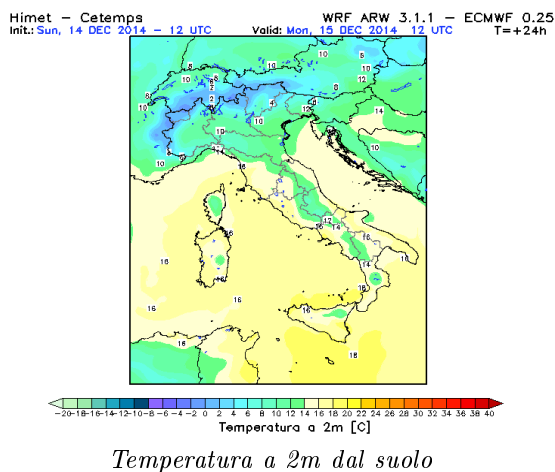 Himet – Cetemps WRF ARW 3.1.1 – ECMWF 0.25
Init.: Sun, 14 DEC 2014 – 12 UTC Valid: Mon, 15 DEC 2014 12 UTC T=+24h
-20-18-16-14-12-10 -8 -6 -4 -2 0 2 4 6 8 10 12 14 16 18 20 22 24 26 28 30 32 34 36 38 40
Temperatura a 2m [C]
Temperatura a 2m dal suolo